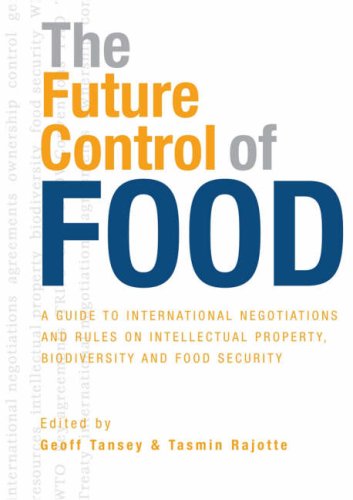 The
Future
Control of
FOOD
A GUIDE TO INTERNATIONAL NEGOTIATIONS
AND RULES ON INTELLECTUAL PROPERTY,
BIODIVERSITY AND FOOD SECURITY
Edited by
Geoff Tansey & Tasmin Rajotte